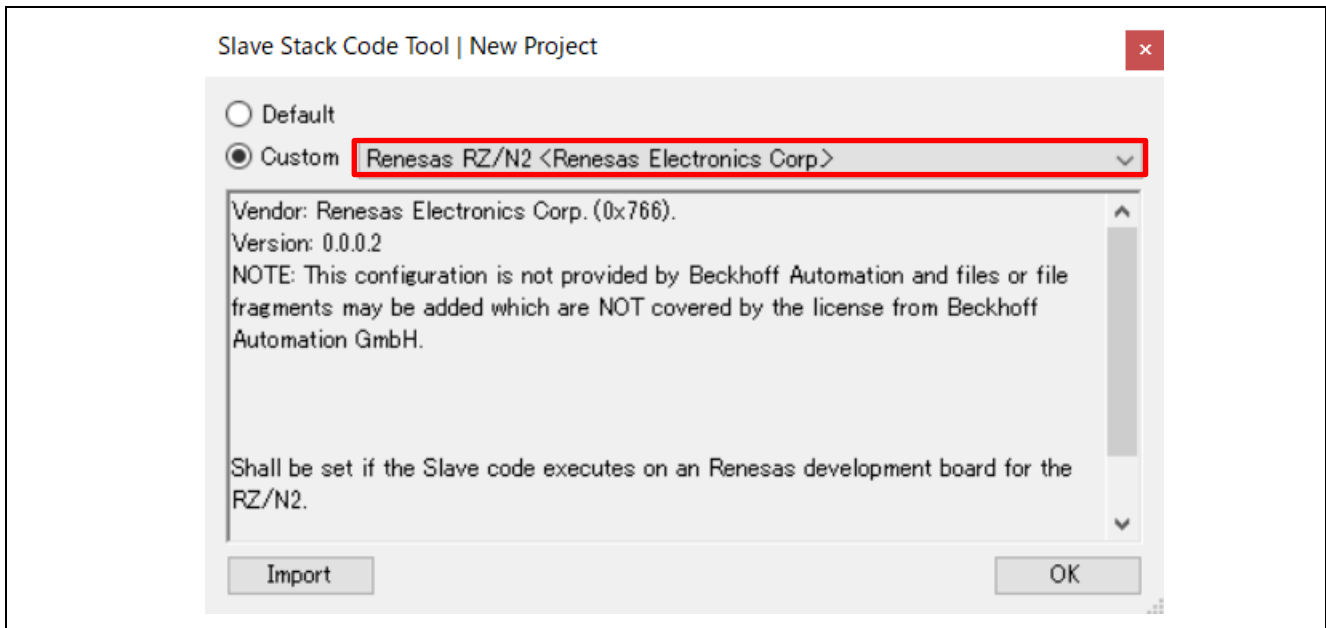 Slave Stack Code Tool | New Project
Default
Custom Renesas RZ/N2 <Renesas Electronics Corp>
Vendor: Renesas Electronics Corp. (0x766).
Version: 0.0.0.2
NOTE: This configuration is not provided by Beckhoff Automation and files or file
fragments may be added which are NOT covered by the license from Beckhoff
Automation GmbH.
Shall be set if the Slave code executes on an Renesas development board for the
RZ/N2.
Import OK